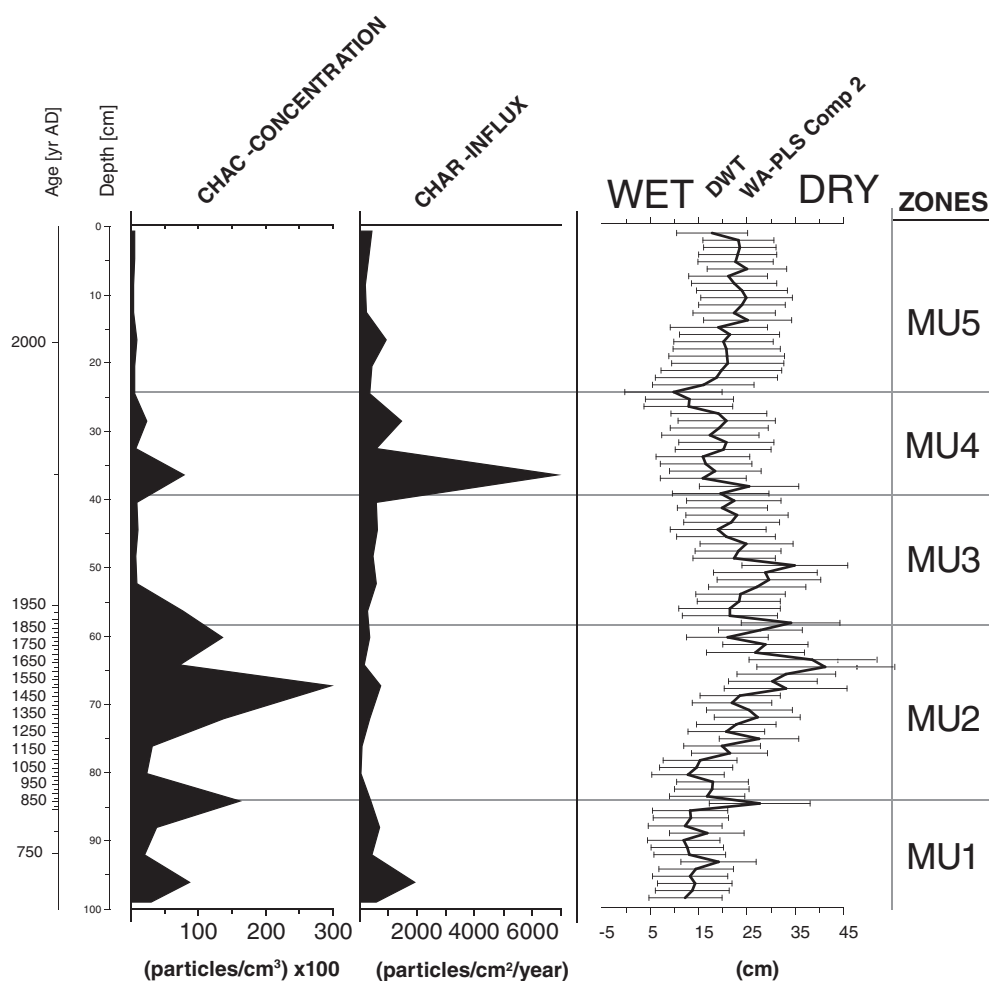 Age [yr AD]
Depth [cm]
CHAC -CONCENTRATION
CHAR -INFLUX
WET
DWT
WA-PLS Comp 2
DRY
ZONES
2000
1950
1850
1750
1650
1550
1450
1350
1250
1150
1050
950
850
750
0
10
20
30
40
50
60
70
80
90
100
MU5
MU4
MU3
MU2
MU1
100 200 300
2000 4000 6000
-5 5 15 25 35 45
(particles/cm³) x100
(particles/cm²/year)
(cm)